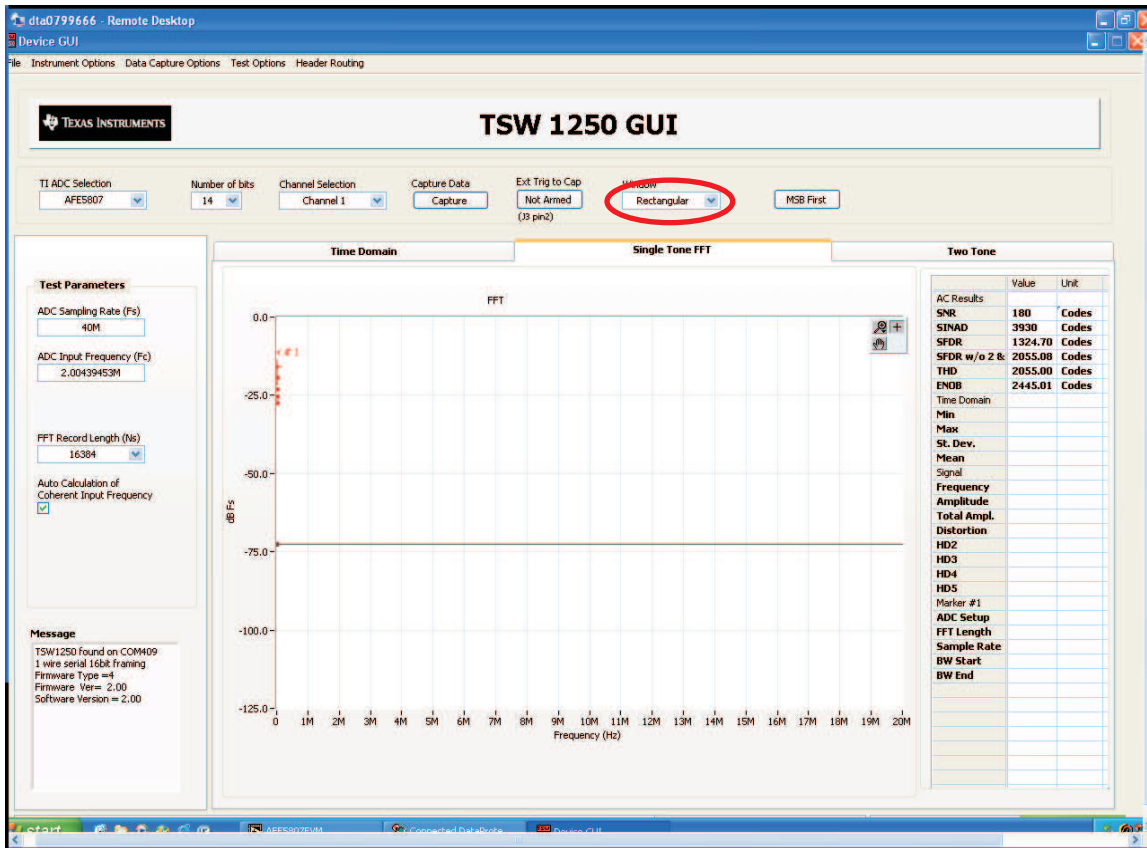 dta0799666 - Remote Desktop
Device GUI
File Instrument Options Data Capture Options Test Options Header Routing
TEXAS INSTRUMENTS
TSW 1250 GUI
TI ADC Selection
AFE5807
Number of bits
14
Channel Selection
Channel 1
Capture Data
Capture
Ext Trig to Cap
Not Armed
(J3 pin2)
Window
Rectangular
MSB First
Time Domain
Single Tone FFT
Two Tone
Test Parameters
ADC Sampling Rate (Fs)
40M
ADC Input Frequency (Fc)
2.00439453M
FFT Record Length (Ns)
16384
Auto Calculation of
Coherent Input Frequency
Message
TSW1250 found on COM409
1 wire serial 16bit framing
Firmware Type =4
Firmware Ver= 2.00
Software Version = 2.00
FFT
0.0
-25.0
-50.0
-75.0
-100.0
-125.0
dB Fs
#1
0 1M 2M 3M 4M 5M 6M 7M 8M 9M 10M 11M 12M 13M 14M 15M 16M 17M 18M 19M 20M
Frequency (Hz)
Value Unit
AC Results
SNR 180 Codes
SINAD 3930 Codes
SFDR 1324.70 Codes
SFDR w/o 2 & 2055.08 Codes
THD 2055.00 Codes
ENOB 2445.01 Codes
Time Domain
Min
Max
St. Dev.
Mean
Signal
Frequency
Amplitude
Total Ampl.
Distortion
HD2
HD3
HD4
HD5
Marker #1
ADC Setup
FFT Length
Sample Rate
BW Start
BW End
start
AFE5807EVM
Connected DataPro
Device GUI